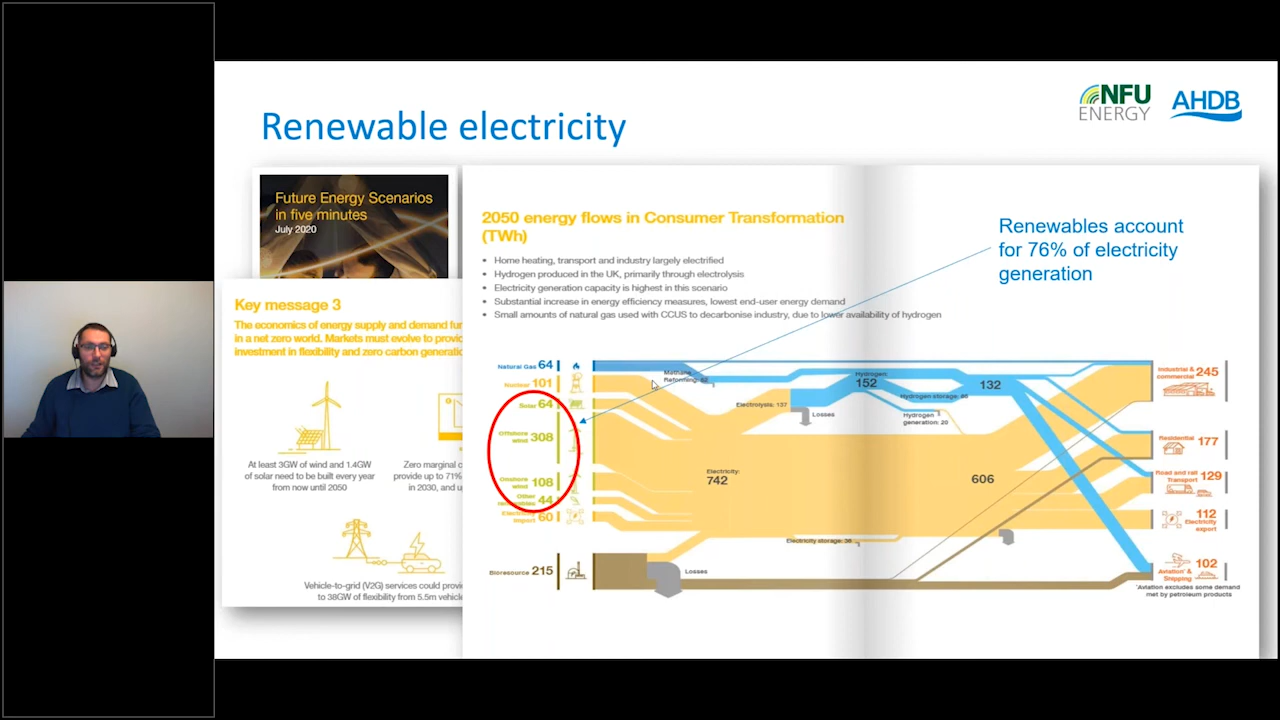 Renewable electricity
NFU
ENERGY
AHDB
Future Energy Scenarios
in five minutes
July 2020
Key message 3
The economics of energy supply and demand fur
in a net zero world. Markets must evolve to provi
investment in flexibility and zero carbon generati
At least 3GW of wind and 1.4GW
of solar need to be built every year
from now until 2050
Zero marginal c
provide up to 71%
in 2030, and u
Vehicle-to-grid (V2G) services could provi
to 38GW of flexibility from 5.5m vehicle
2050 energy flows in Consumer Transformation
(TWh)
• Home heating, transport and industry largely electrified
• Hydrogen produced in the UK, primarily through electrolysis
• Electricity generation capacity is highest in this scenario
• Substantial increase in energy efficiency measures, lowest end-user energy demand
• Small amounts of natural gas used with CCUS to decarbonise industry, due to lower availability of hydrogen
Renewables account
for 76% of electricity
generation
Natural Gas 64
Nuclear 101
Solar 64
Offshore
wind 308
Onshore
wind 108
Other
renewables 44
Electricity
import 60
Bioresource 215
Methane
Reforming:
Electrolysis: 137
Losses
Hydrogen:
152
Hydrogen storage:
Hydrogen
generation: 20
132
Electricity:
742
606
Electricity storage:
Losses
Industrial &
commercial 245
Residential 177
Road and rail
Transport 129
112
Electricity
export
Aviation* &
Shipping 102
*Aviation excludes some demand
met by petroleum products